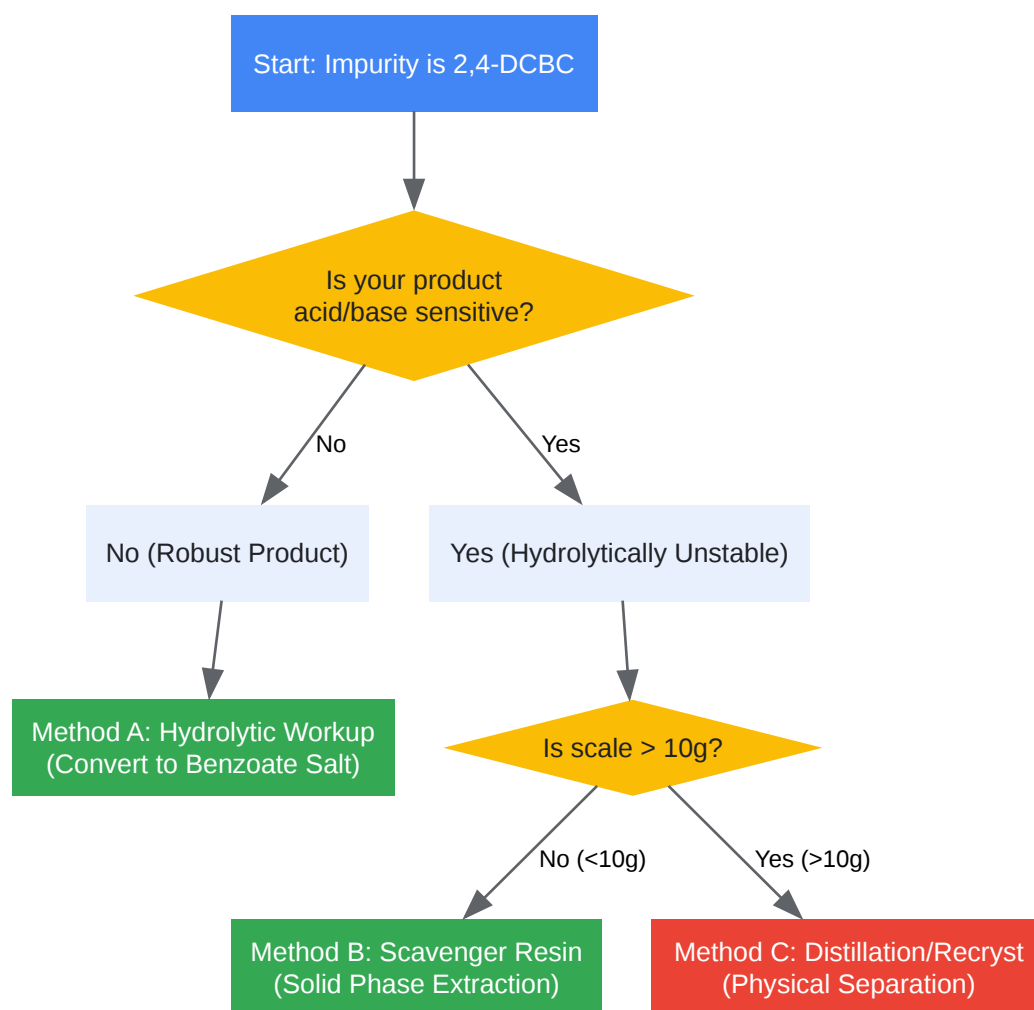 Start: Impurity is 2,4-DCBC
Is your product
acid/base sensitive?
No
Yes
No (Robust Product)
Yes (Hydrolytically Unstable)
Method A: Hydrolytic Workup
(Convert to Benzoate Salt)
Is scale > 10g?
No (<10g)
Yes (>10g)
Method B: Scavenger Resin
(Solid Phase Extraction)
Method C: Distillation/Recryst
(Physical Separation)